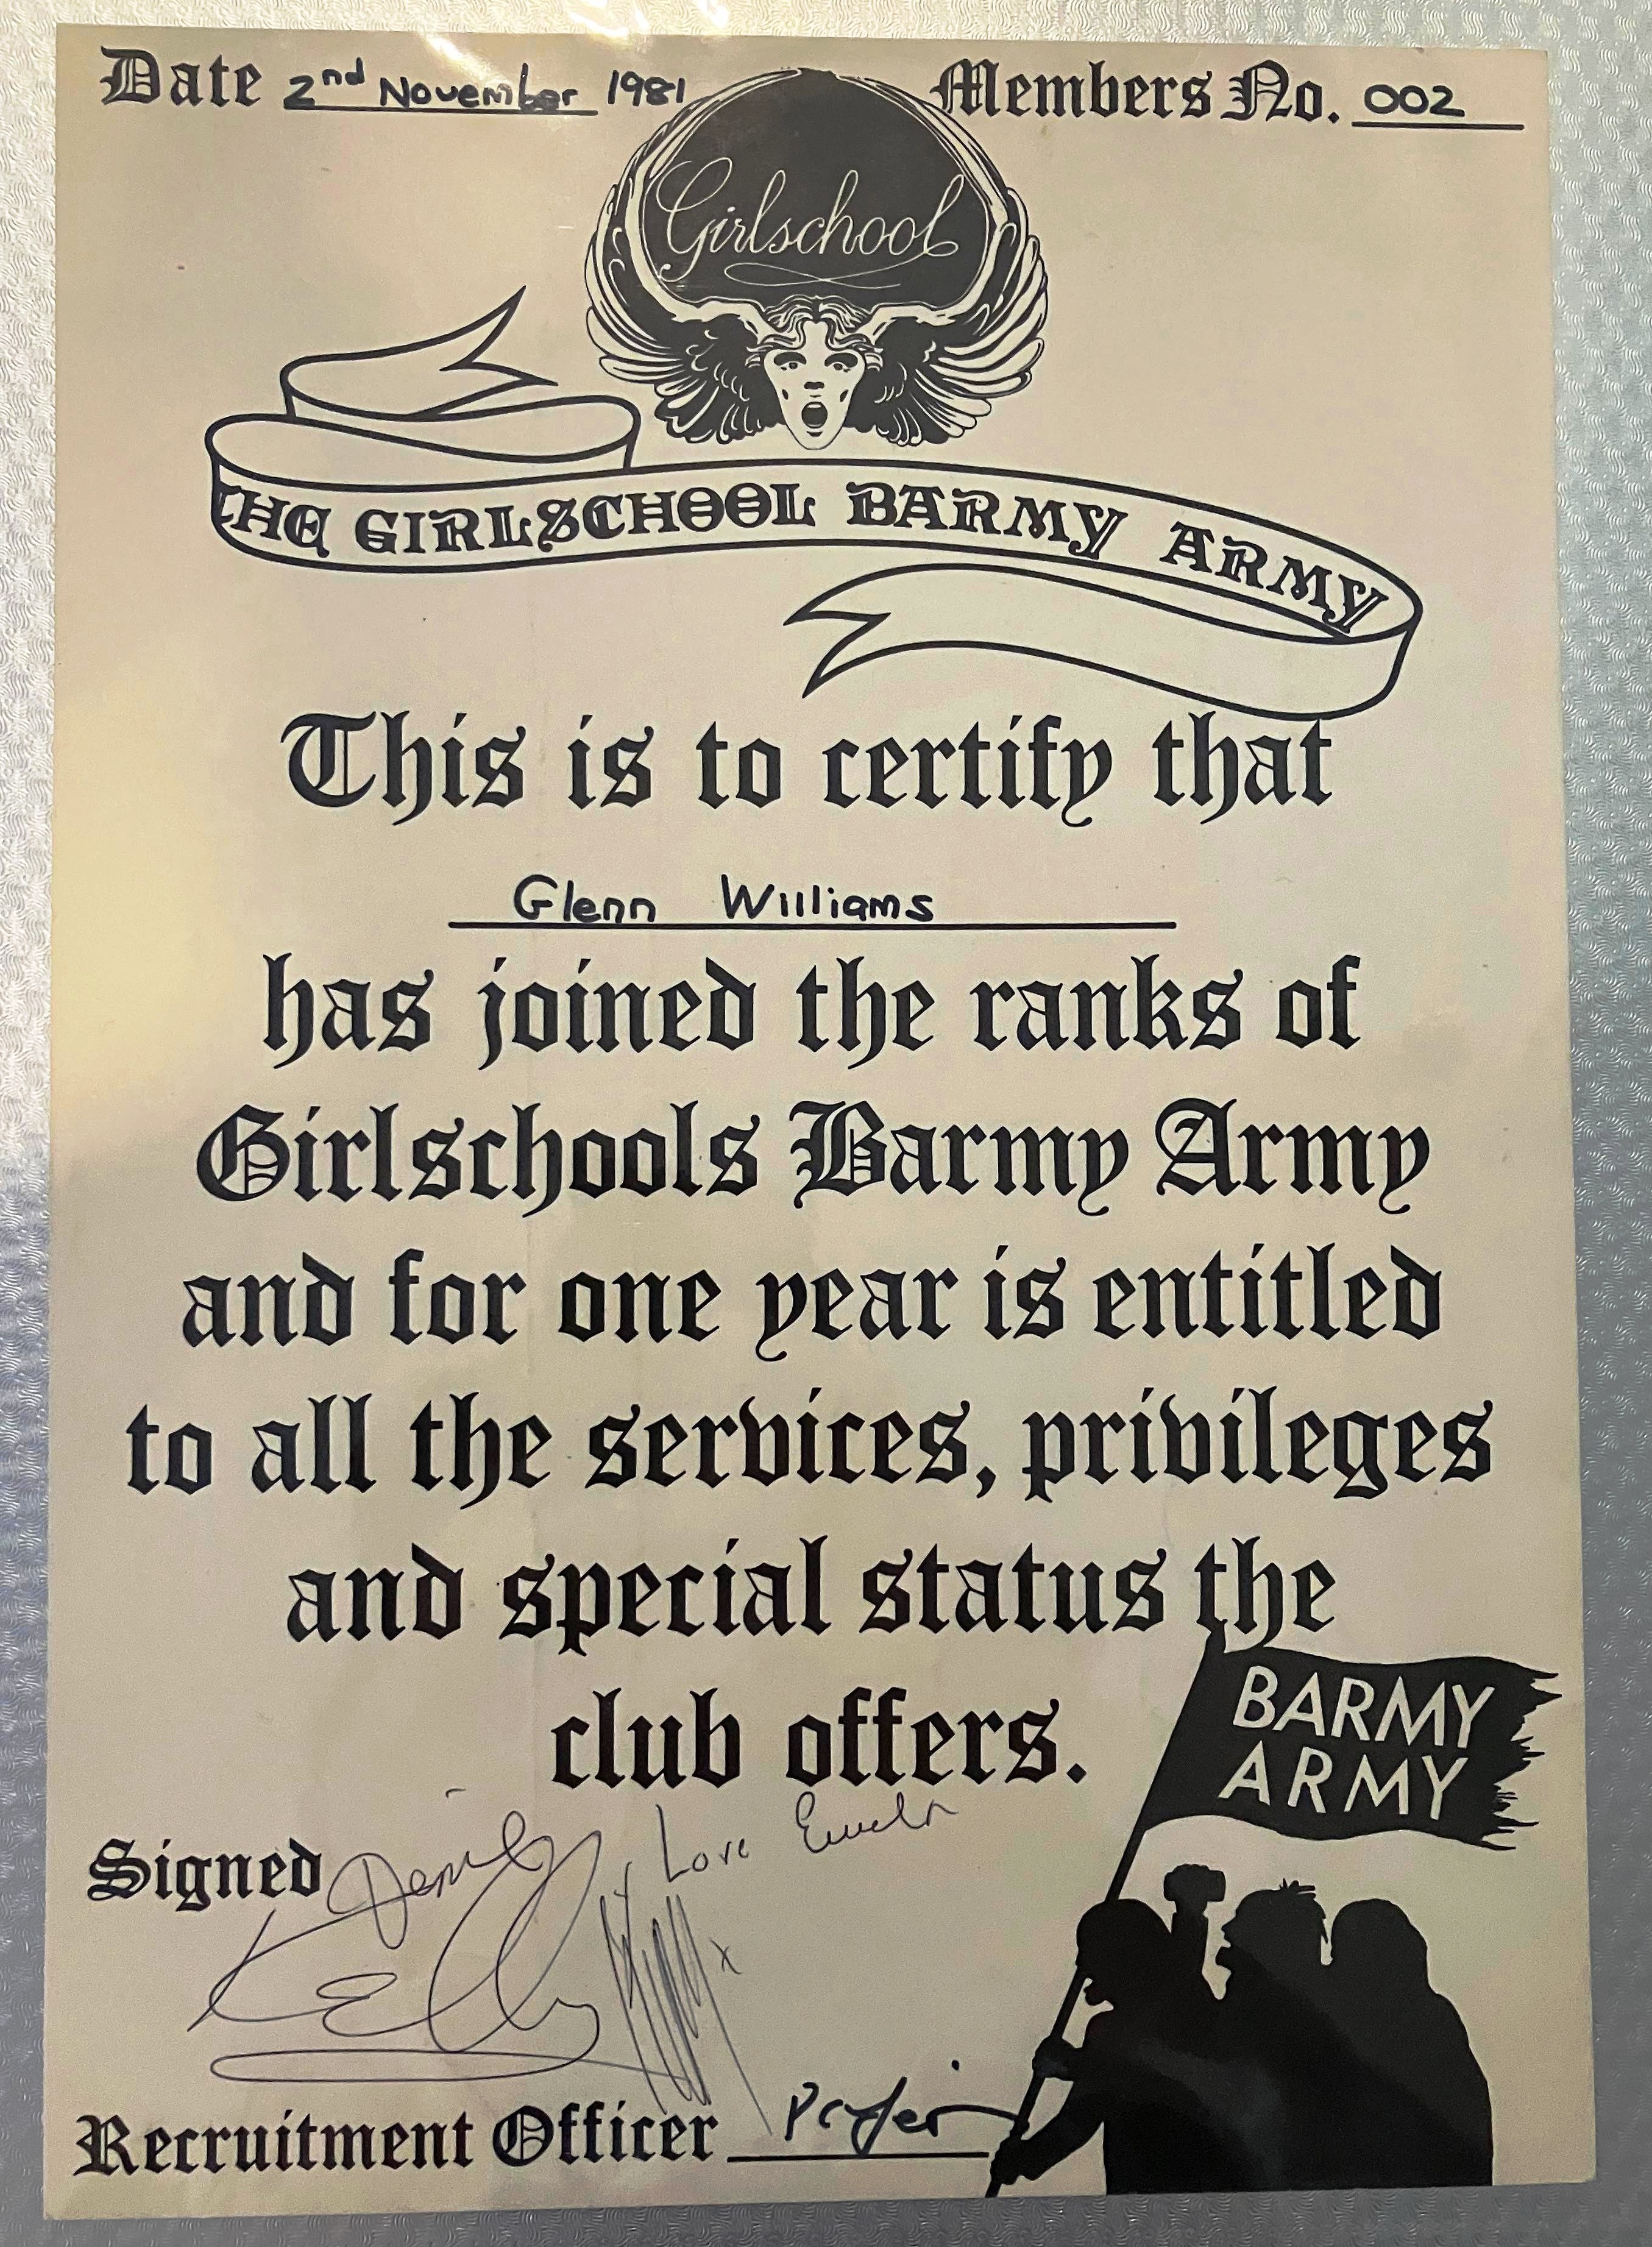 Date 2nd November 1981 Members No. 002
Girlschool
THE GIRLSCHOOL BARMY ARMY
This is to certify that
Glenn Williams
has joined the ranks of
Girlschools Barmy Army
and for one year is entitled
to all the services, privileges
and special status the
club offers.
BARMY
ARMY
Love
Signed
Kelly
x
Recruitment Officer